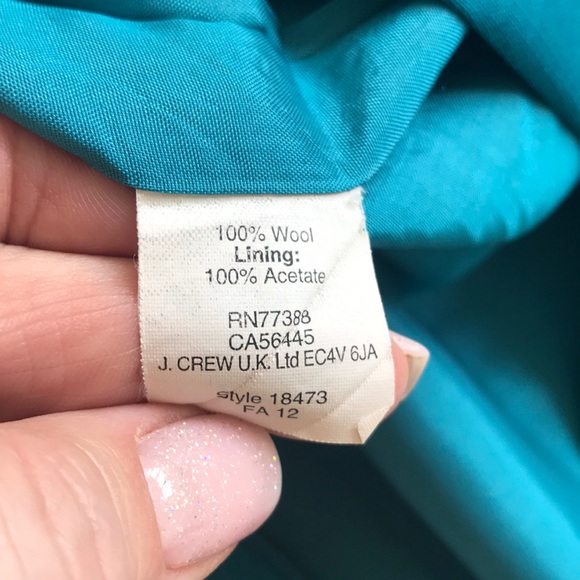 100% Wool
Lining:
100% Acetate
RN77388
CA56445
J. CREW U.K. Ltd EC4V 6JA
style 18473
FA 12